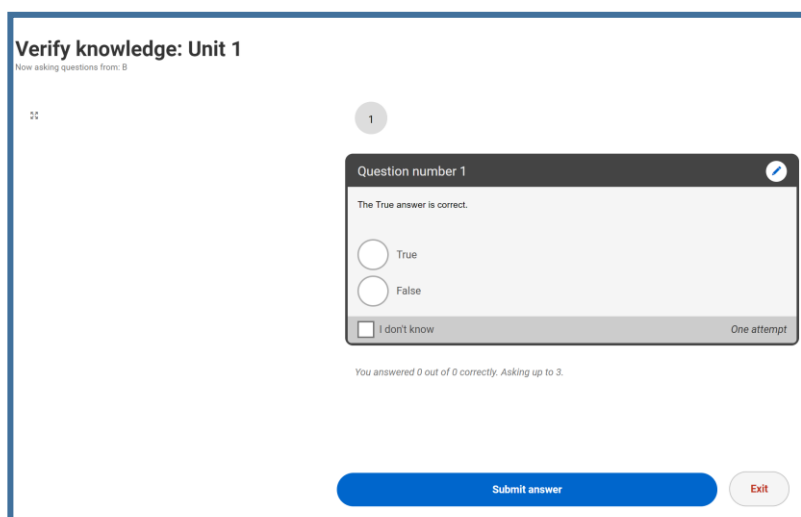 Verify knowledge: Unit 1
Now asking questions from: B
1
Question number 1
The True answer is correct.
True
False
I don't know
One attempt
You answered 0 out of 0 correctly. Asking up to 3.
Submit answer
Exit